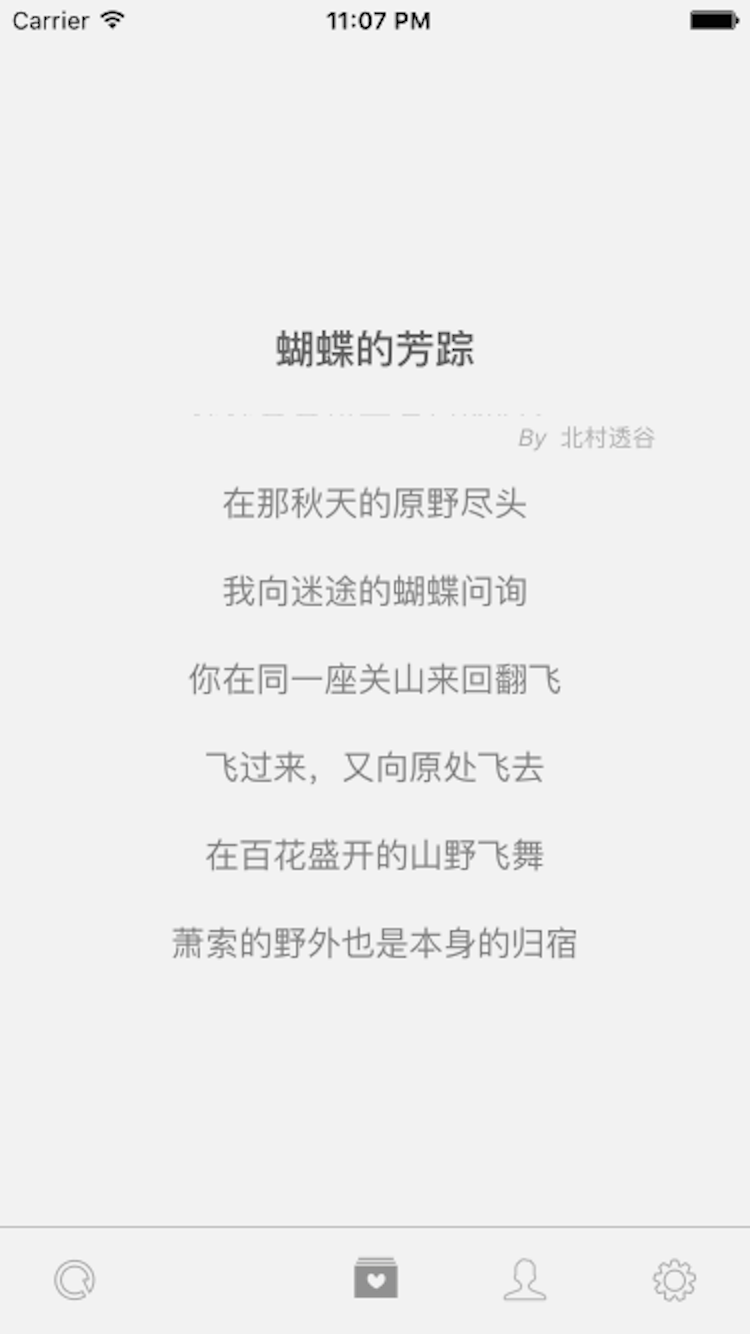 Carrier 11:07 PM
蝴蝶的芳踪
By 北村透谷
在那秋天的原野尽头
我向迷途的蝴蝶问询
你在同一座关山来回翻飞
飞过来，又向原处飞去
在百花盛开的山野飞舞
萧索的野外也是本身的归宿